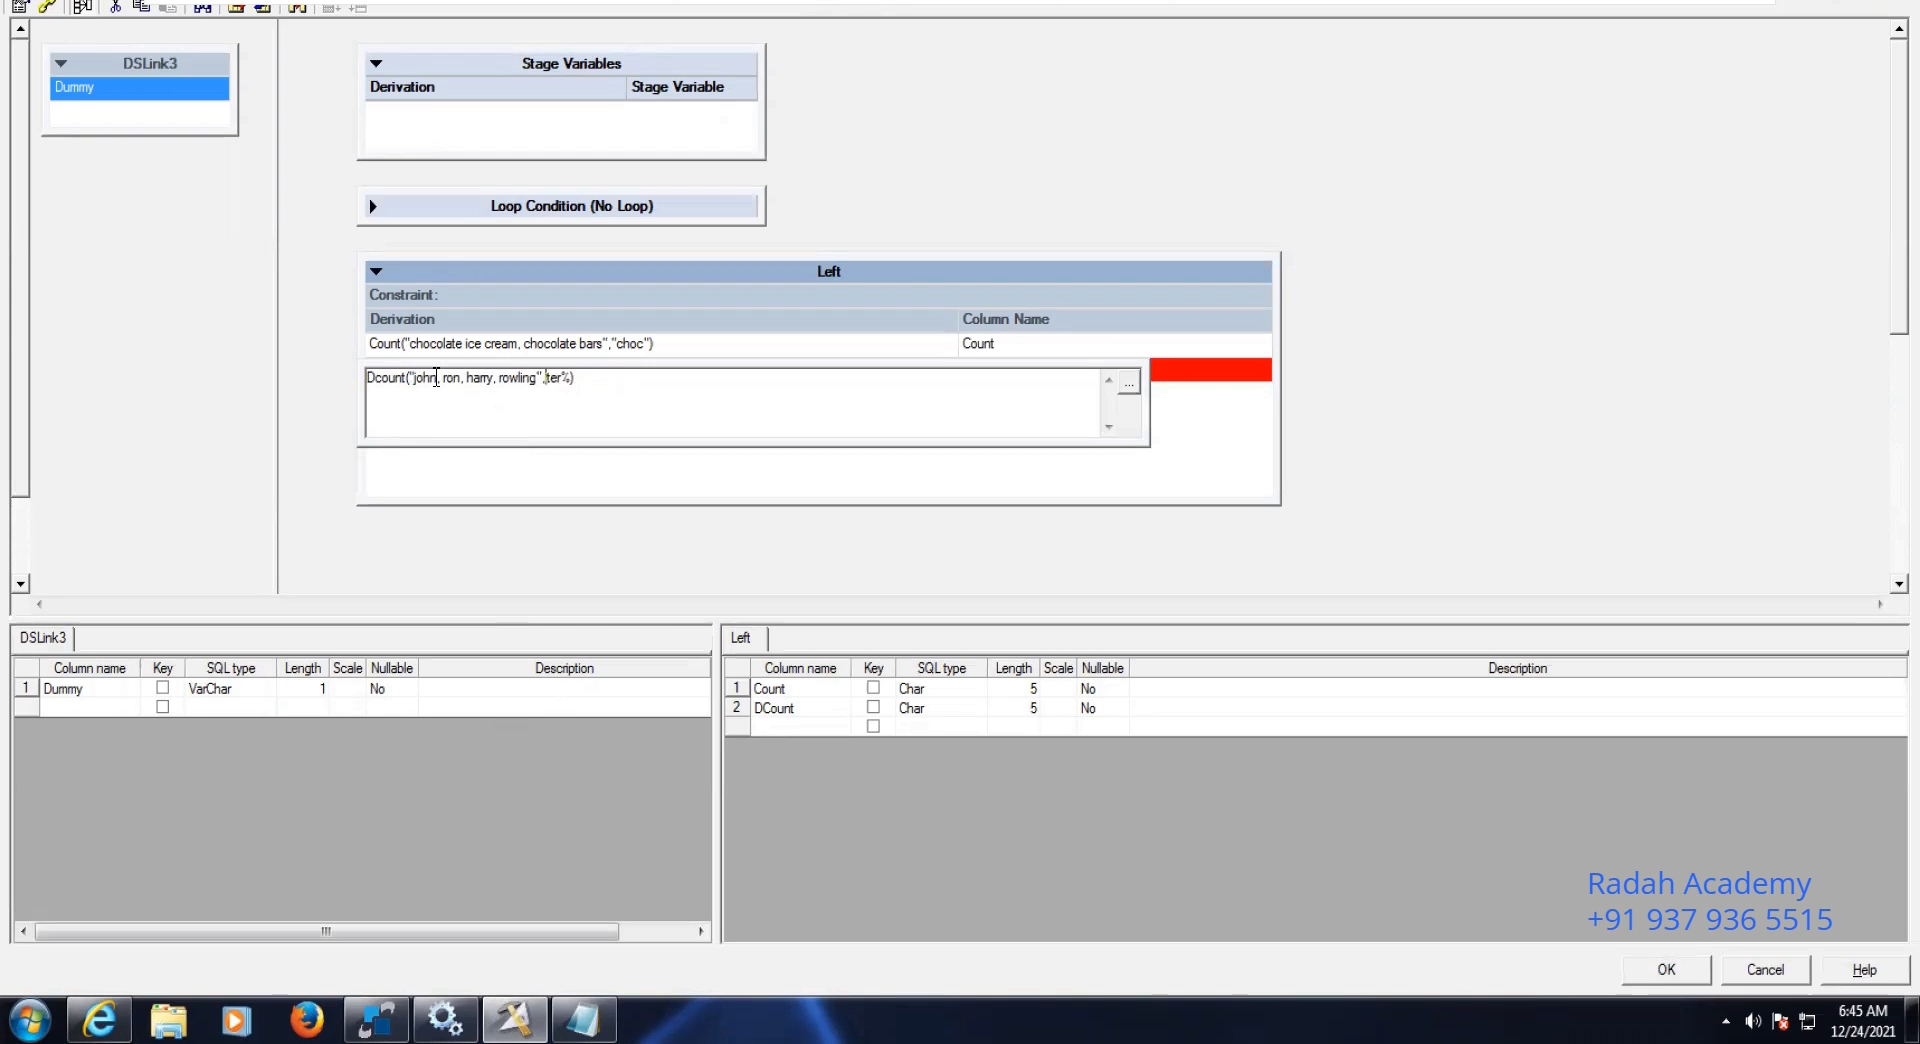 DSLink3
Dummy
Stage Variables
Derivation Stage Variable
Loop Condition (No Loop)
Left
Constraint:
Derivation Column Name
Count("chocolate ice cream, chocolate bars","choc") Count
Dcount("john, ron, harry, rowling",ter%)
...
DSLink3
Column name Key SQL type Length Scale Nullable Description
1 Dummy VarChar 1 No
Left
Column name Key SQL type Length Scale Nullable Description
1 Count Char 5 No
2 DCount Char 5 No
Radah Academy
+91 937 936 5515
OK Cancel Help
6:45 AM
12/24/2021